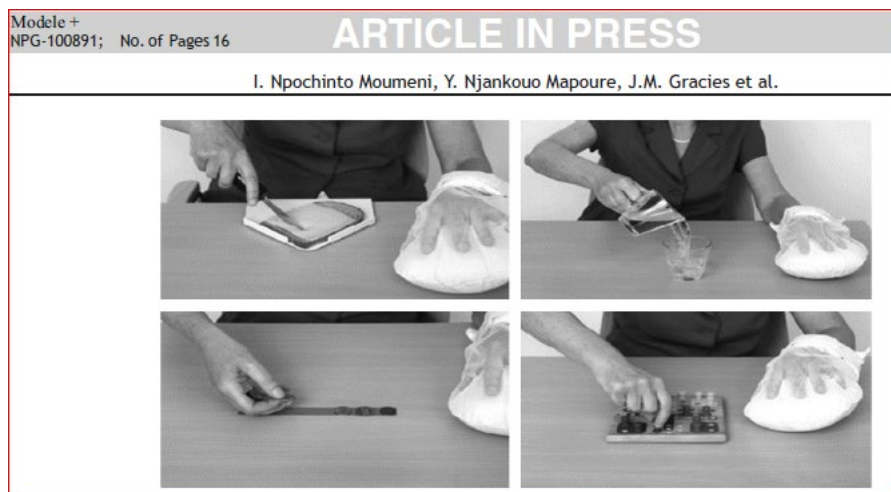 Modele +
ARTICLE IN PRESS
NPG-100891; No. of Pages 16
I. Npochinto Moumeni, Y. Njankouo Mapoure, J.M. Gracies et al.